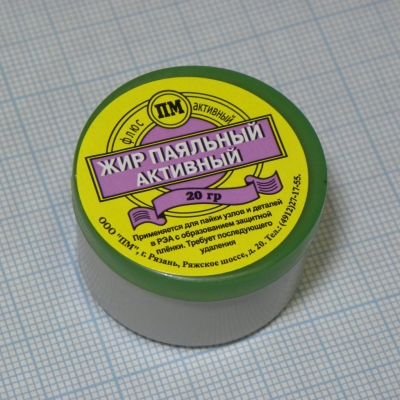 флюс ПМ активный
ЖИР ПАЯЛЬНЫЙ
АКТИВНЫЙ
20 гр
Применяется для пайки узлов и деталей
в РЭА с образованием защитной
плёнки. Требует последующего
удаления
ООО "ПМ", г. Рязань, Ряжское шоссе, д. 20, Тел.: (4912)27-17-55.